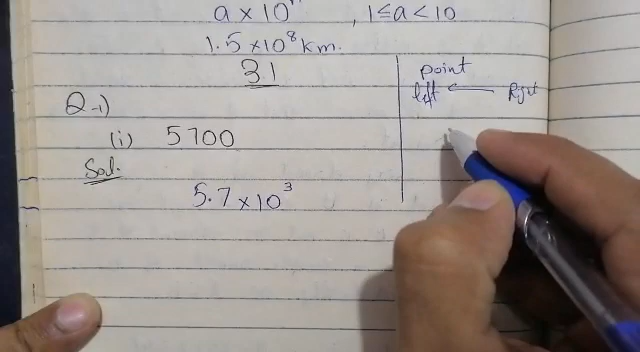 a × 10ⁿ , 1≤a<10
1.5×10⁸ km.
31
Q-1)
(i) 5700
Sol.
5.7×10³
point
left ← Right